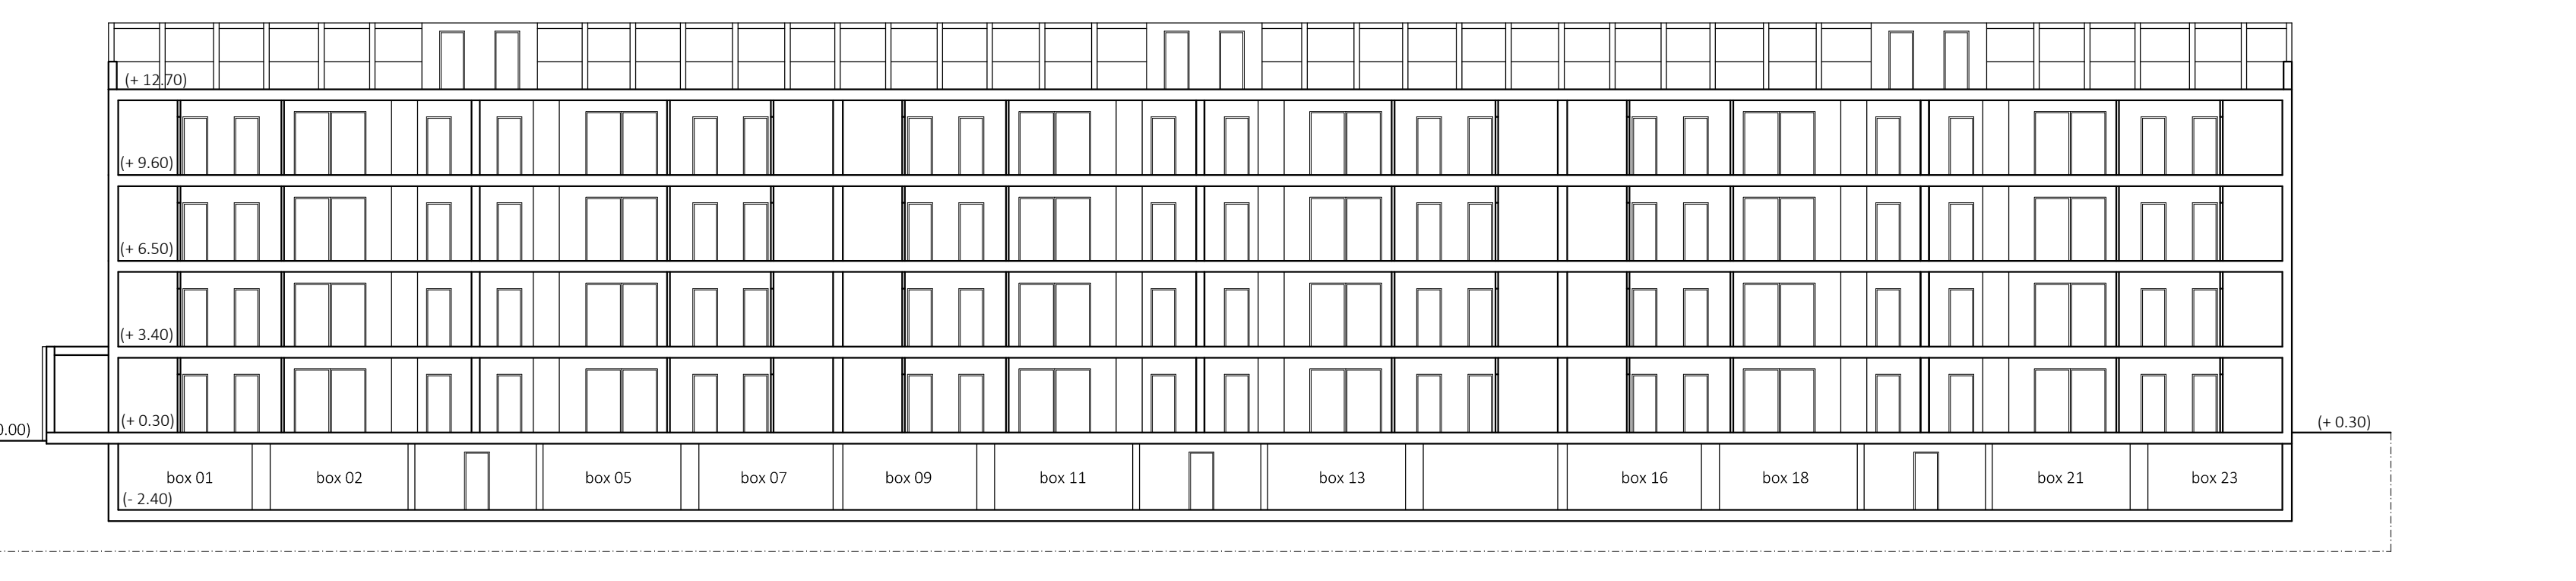 (+ 12.70)
(+ 9.60)
(+ 6.50)
(+ 3.40)
(+ 0.30)
0.00)
(+ 0.30)
box 01
box 02
box 05
box 07
box 09
box 11
box 13
box 16
box 18
box 21
box 23
(- 2.40)